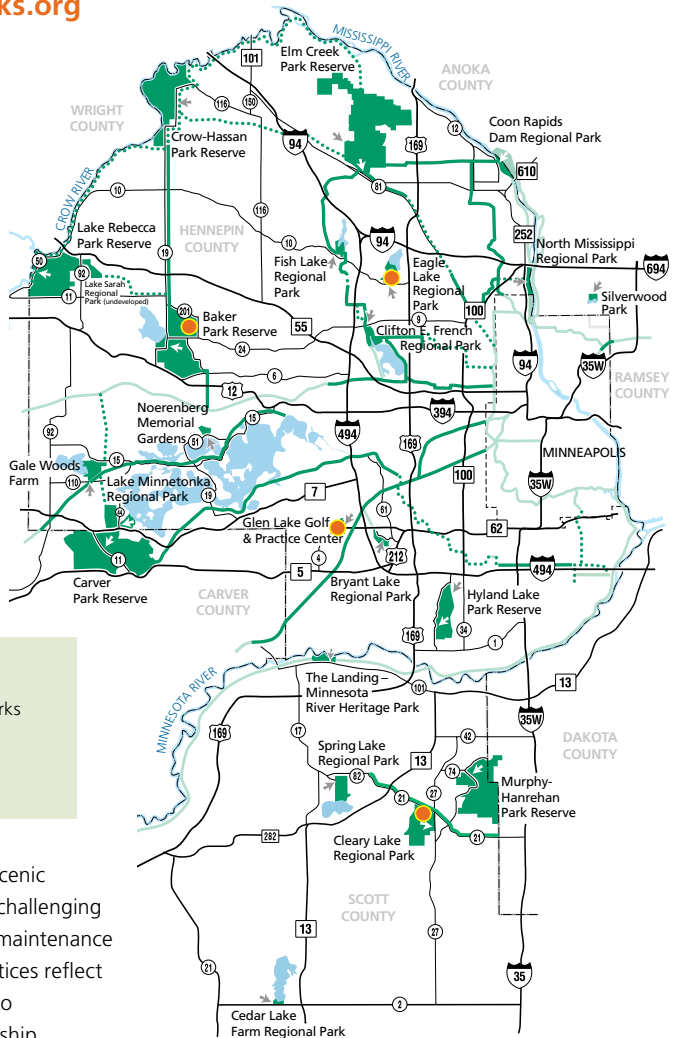 ks.org
MISSISSIPPI RIVER
101
Elm Creek
Park Reserve
ANOKA
COUNTY
WRIGHT
COUNTY
116
150
Crow-Hassan
Park Reserve
94
169
12
Coon Rapids
Dam Regional Park
610
81
CROW RIVER
10
116
HENNEPIN
COUNTY
Lake Rebecca
Park Reserve
50
92
11
Lake Sarah
Regional
Park (undeveloped)
19
10
Fish Lake
Regional
Park
94
Eagle
Lake
Regional
Park
252
North Mississippi
Regional Park
694
Silverwood
Park
201
Baker
Park Reserve
55
24
9
100
Clifton E. French
Regional Park
6
12
94
35W
RAMSEY
COUNTY
394
Noerenberg
Memorial
Gardens
51
15
494
169
92
15
Gale Woods
Farm
110
Lake Minnetonka
Regional Park
19
44
7
100
MINNEAPOLIS
35W
61
Glen Lake Golf
& Practice Center
62
4
212
11
Carver
Park Reserve
5
494
CARVER
COUNTY
Bryant Lake
Regional Park
Hyland Lake
Park Reserve
34
1
169
MINNESOTA RIVER
The Landing –
Minnesota
River Heritage Park
101
13
rks
169
17
35W
DAKOTA
COUNTY
Spring Lake
Regional Park
13
42
82
74
27
21
Murphy-
Hanrehan
Park Reserve
282
Cleary Lake
Regional Park
21
cenic
challenging
maintenance
tices reflect
to
ship
SCOTT
COUNTY
13
27
21
35
2
Cedar Lake
Farm Regional Park